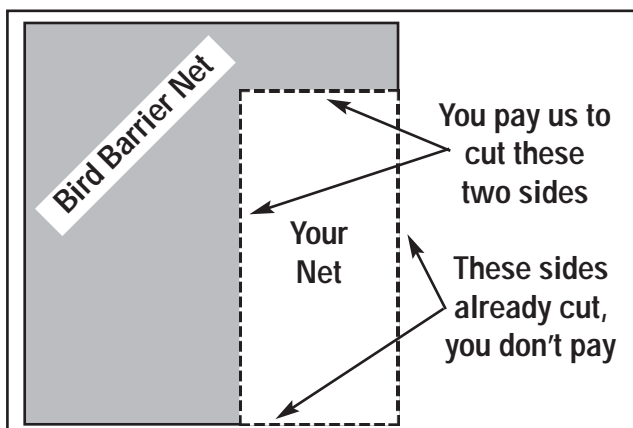 Bird Barrier Net
You pay us to
cut these
two sides
Your
Net
These sides
already cut,
you don't pay